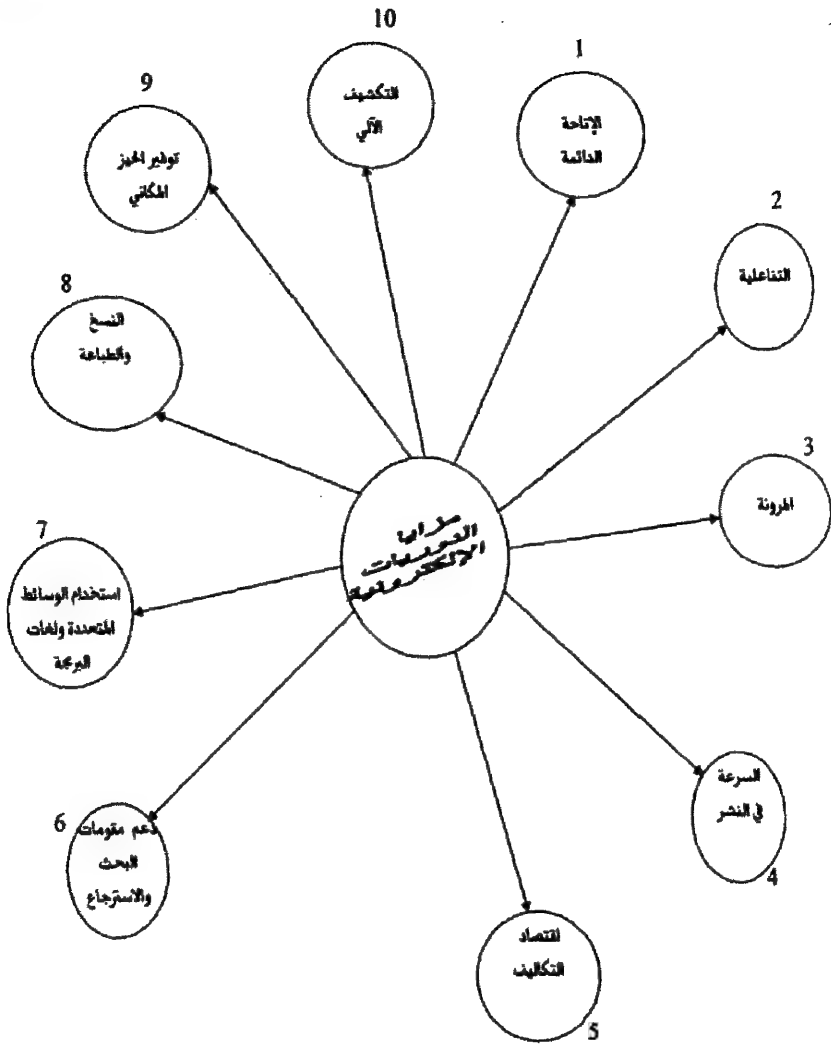 مزايا
الدوريات
الإلكترونية
1
الإتاحة
الدائمة
2
التفاعلية
3
المرونة
4
السرعة
في النشر
5
اقتصاد
التكاليف
6
دعم مقومات
البحث
والاسترجاع
7
استخدام الوسائط
المتعددة ولغات
البرمجة
8
النسخ
والطباعة
9
توفير الحيز
المكاني
10
التكشيف
الآلي